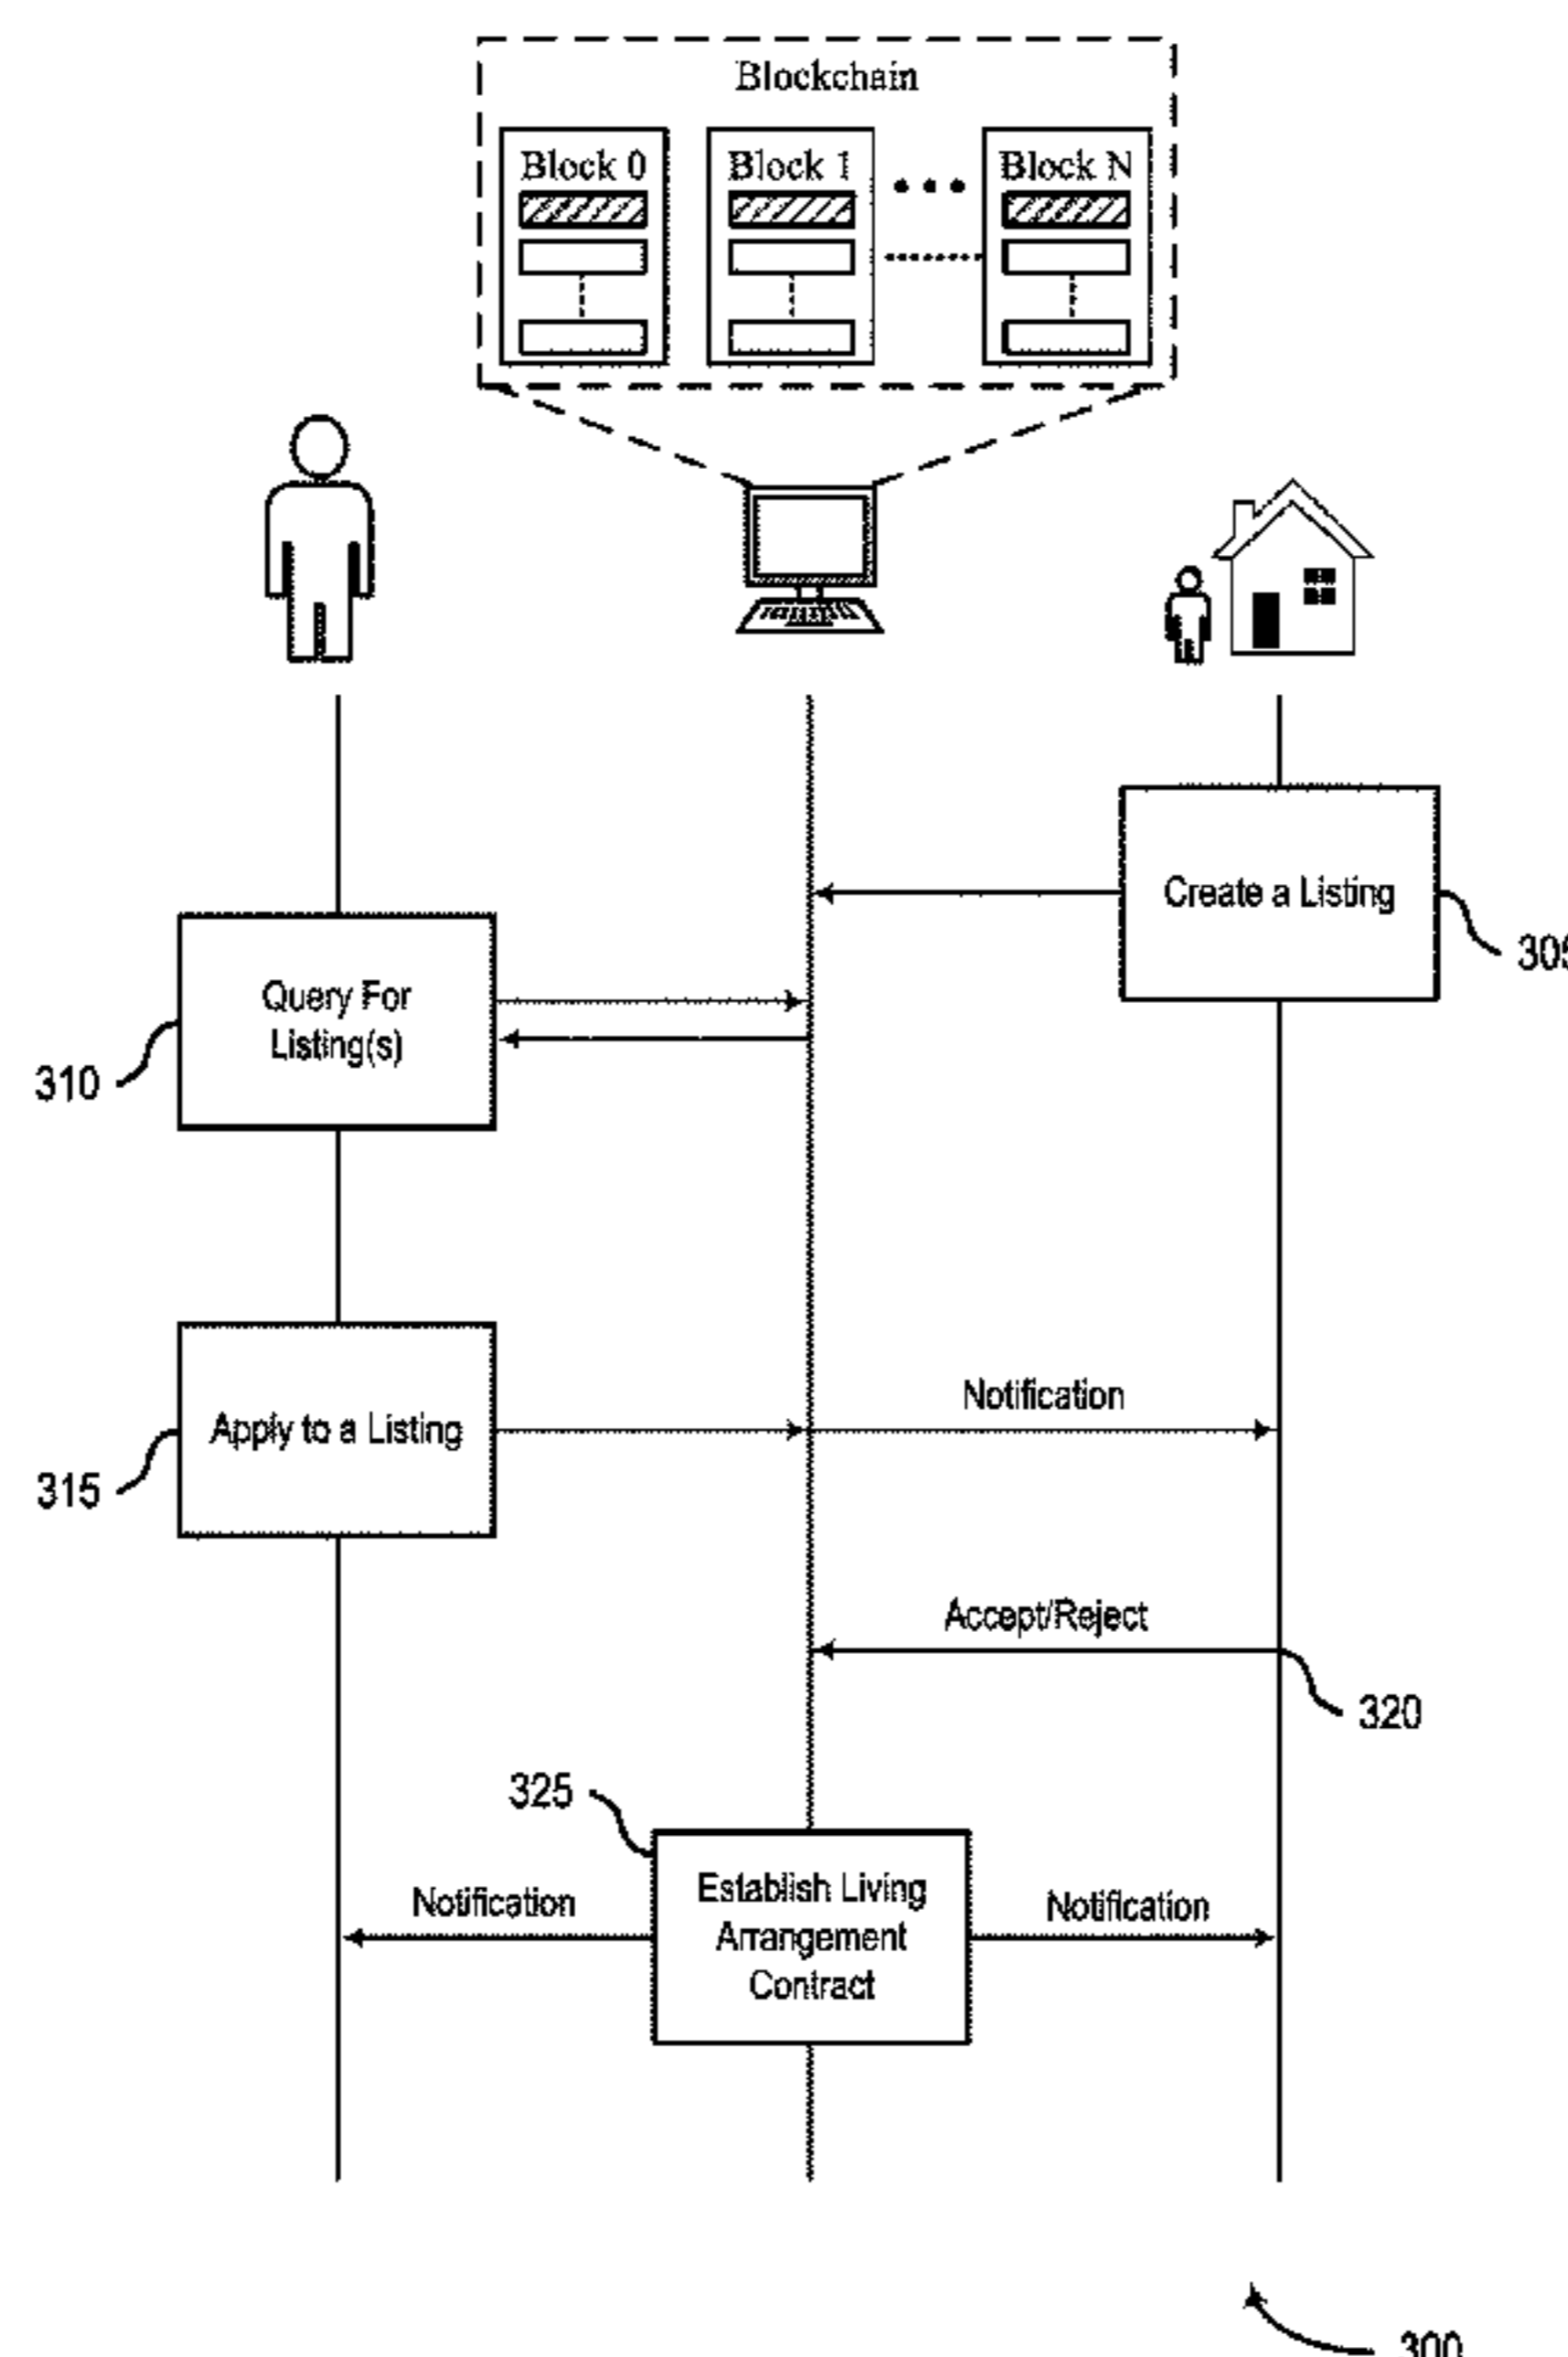 Blockchain
Block 0
Block 1
Block N
Create a Listing
305
Query For
Listing(s)
310
Notification
Apply to a Listing
315
Accept/Reject
320
325
Establish Living
Arrangement
Contract
Notification
Notification
300